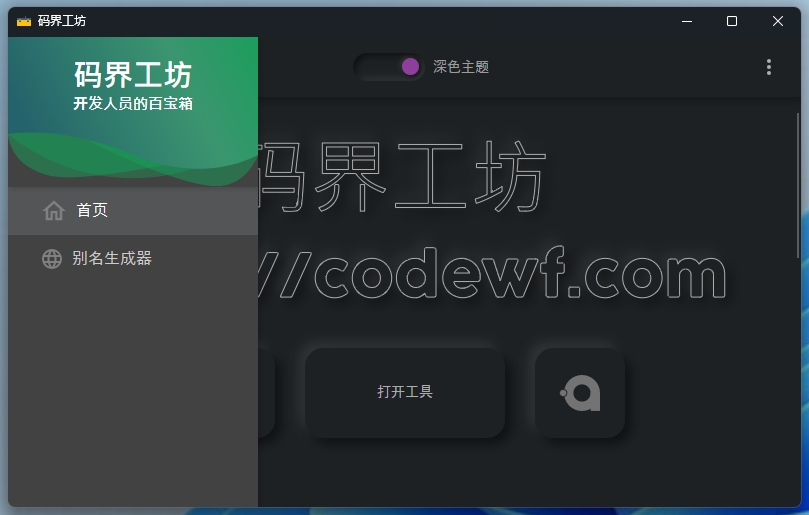 码界工坊
码界工坊
开发人员的百宝箱
首页
别名生成器
深色主题
码界工坊
//codewf.com
打开工具